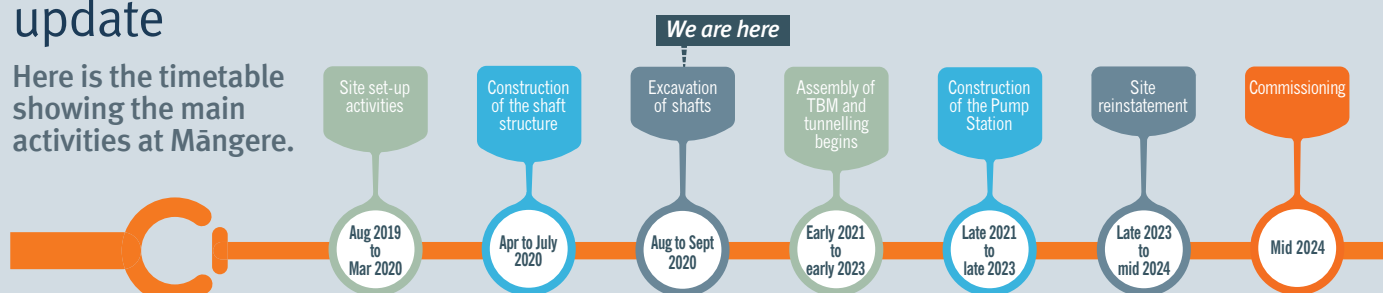 update
Here is the timetable
showing the main
activities at Māngere.
We are here
Site set-up
activities
Construction
of the shaft
structure
Excavation
of shafts
Assembly of
TBM and
tunnelling
begins
Construction
of the Pump
Station
Site
reinstatement
Commissioning
Aug 2019
to
Mar 2020
Apr to July
2020
Aug to Sept
2020
Early 2021
to
early 2023
Late 2021
to
late 2023
Late 2023
to
mid 2024
Mid 2024